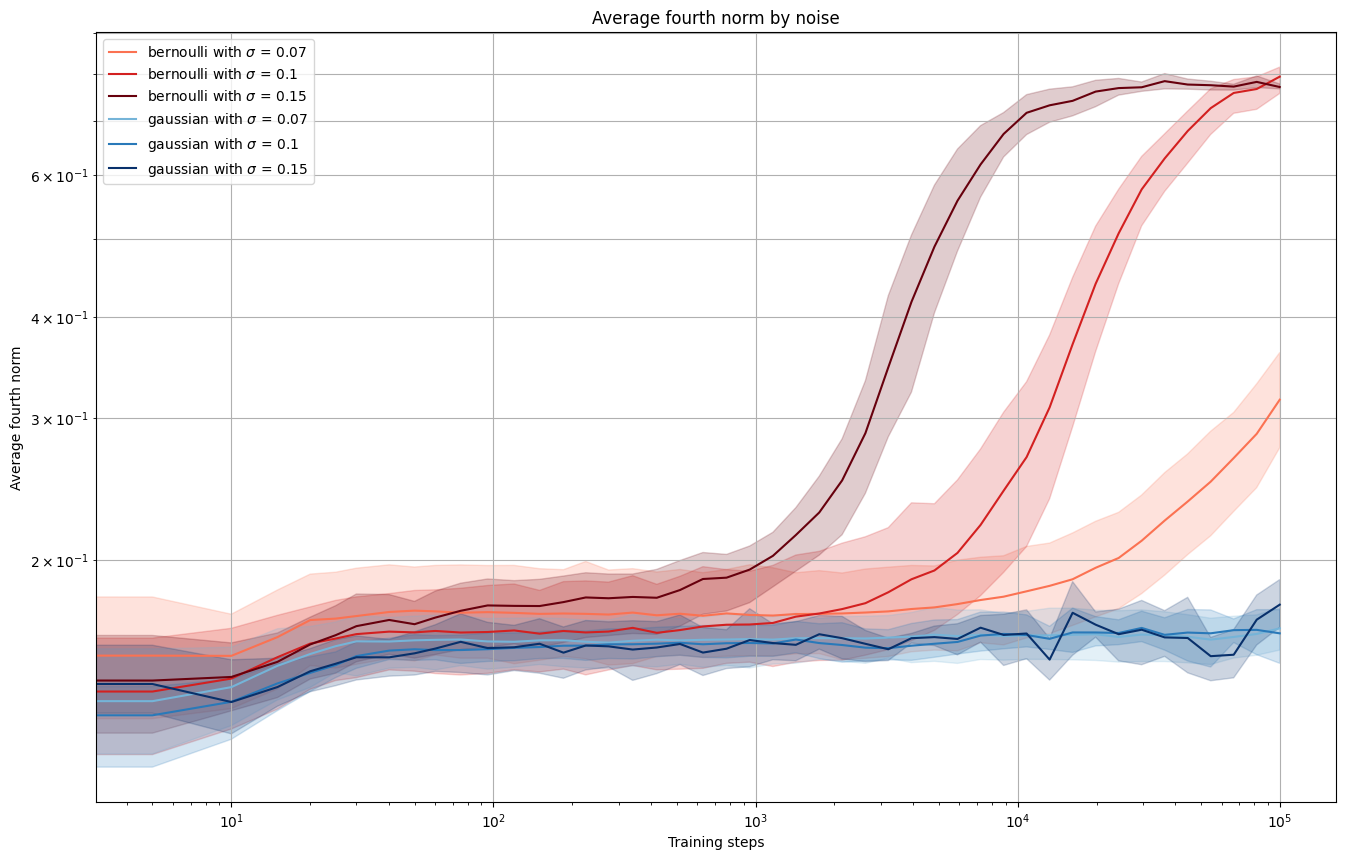 Average fourth norm by noise
bernoulli with σ = 0.07
bernoulli with σ = 0.1
bernoulli with σ = 0.15
gaussian with σ = 0.07
gaussian with σ = 0.1
gaussian with σ = 0.15
6 × 10⁻¹
4 × 10⁻¹
3 × 10⁻¹
2 × 10⁻¹
Average fourth norm
10¹ 10² 10³ 10⁴ 10⁵
Training steps